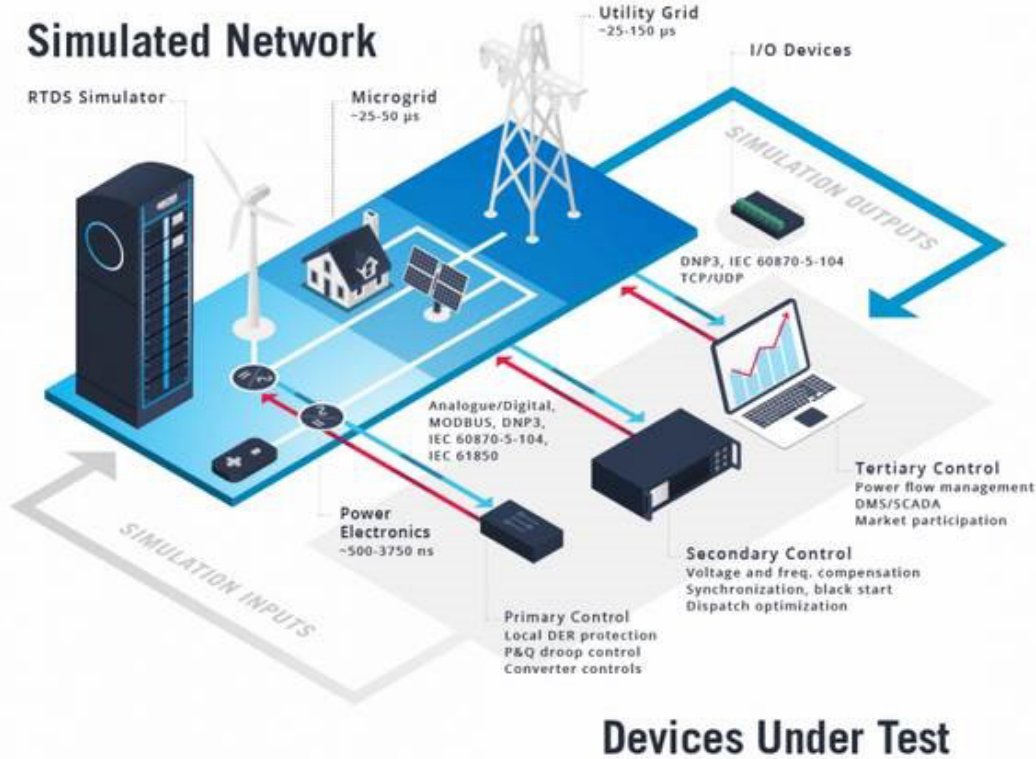 Simulated Network
Utility Grid
~25-150 µs
I/O Devices
RTDS Simulator
Microgrid
~25-50 µs
SIMULATION OUTPUTS
DNP3, IEC 60870-5-104
TCP/UDP
Analogue/Digital,
MODBUS, DNP3,
IEC 60870-5-104,
IEC 61850
Tertiary Control
Power flow management
DMS/SCADA
Market participation
Power
Electronics
~500-3750 ns
SIMULATION INPUTS
Secondary Control
Voltage and freq. compensation
Synchronization, black start
Dispatch optimization
Primary Control
Local DER protection
P&Q droop control
Converter controls
Devices Under Test